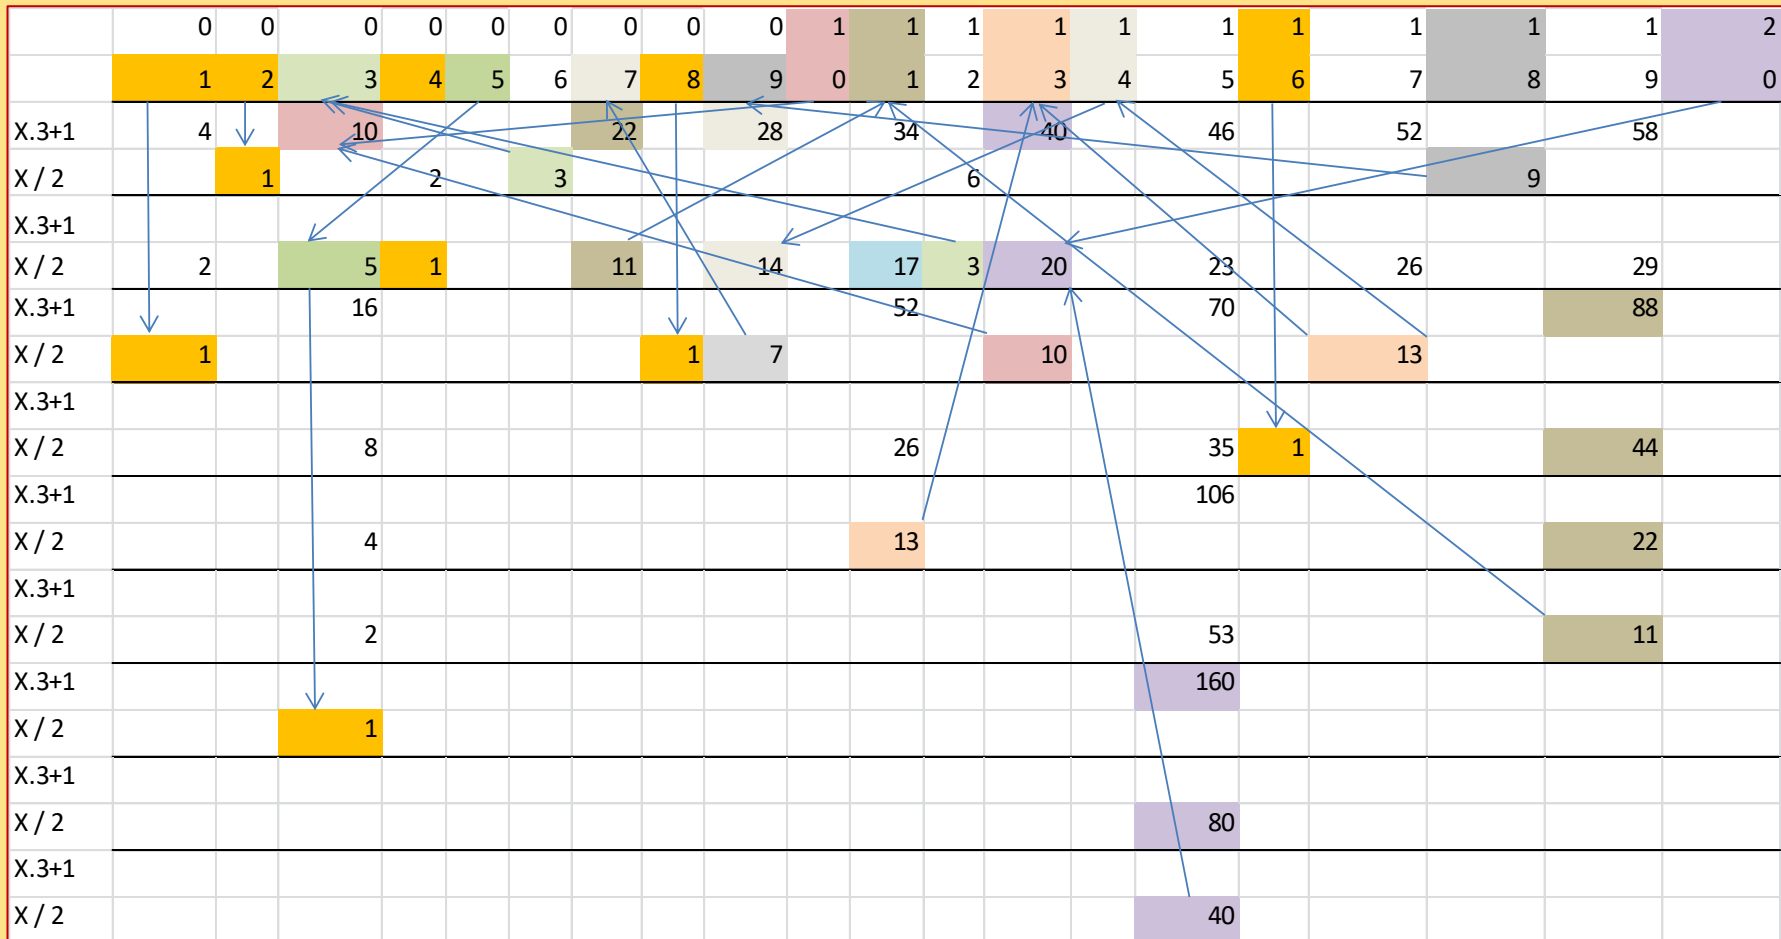 0 0 0 0 0 0 0 0 0 1 1 1 1 1 1 1 1 1 1 2
1 2 3 4 5 6 7 8 9 0 1 2 3 4 5 6 7 8 9 0
X.3+1 4 10 22 28 34 40 46 52 58
X / 2 1 2 3 6 9
X.3+1
X / 2 2 5 1 11 14 17 3 20 23 26 29
X.3+1 16 52 70 88
X / 2 1 1 7 10 13
X.3+1
X / 2 8 26 35 1 44
X.3+1 106
X / 2 4 13 22
X.3+1
X / 2 2 53 11
X.3+1 160
X / 2 1
X.3+1
X / 2 80
X.3+1
X / 2 40